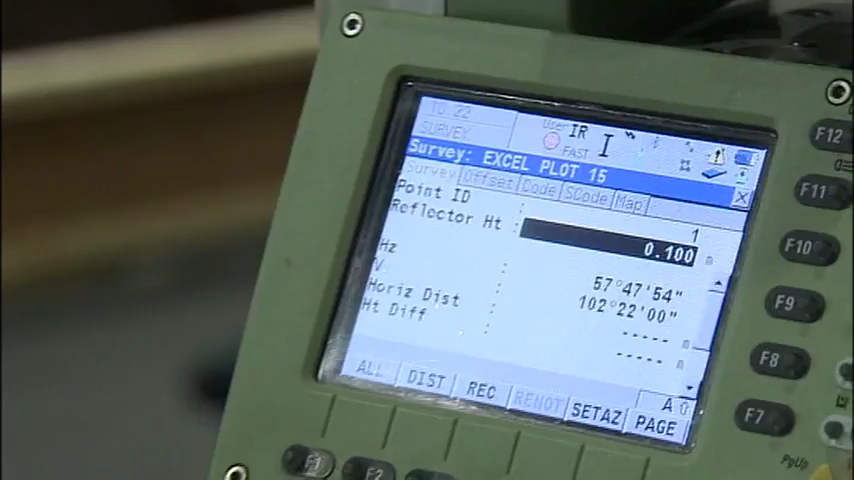 TO:22
SURVEY
User IR I
FAST
Survey: EXCEL PLOT 15
Survey Offset Code SCode Map
Point ID : 1
Reflector Ht : 0.100 m
Hz : 57°47'54"
V : 102°22'00"
Horiz Dist : ----- m
Ht Diff : ----- m
A
ALL DIST REC REMOT SETAZ PAGE
F12
F11
F10
F9
F8
F7
PgUp
F1 F2